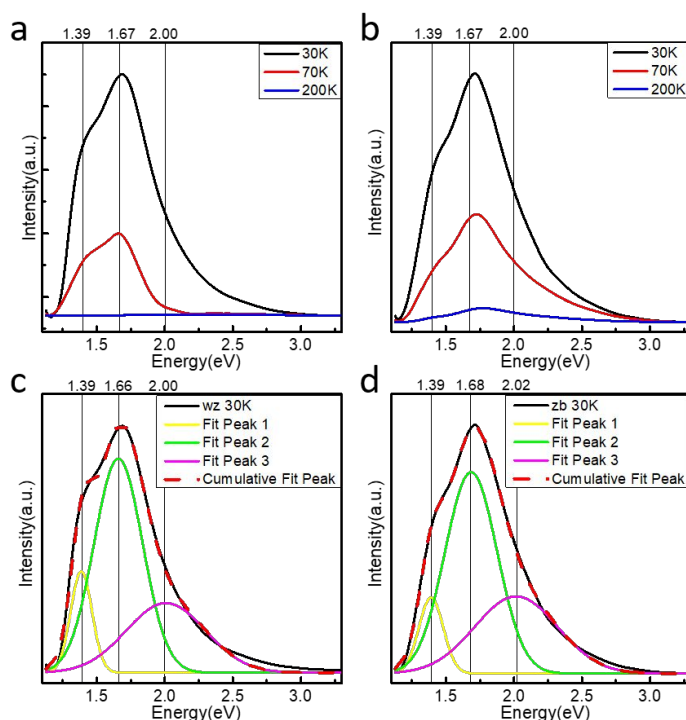 a
1.39 1.67 2.00
30K
70K
200K
Intensity(a.u.)
1.5 2.0 2.5 3.0
Energy(eV)
b
1.39 1.67 2.00
30K
70K
200K
Intensity(a.u.)
1.5 2.0 2.5 3.0
Energy(eV)
c
1.39 1.66 2.00
wz 30K
Fit Peak 1
Fit Peak 2
Fit Peak 3
Cumulative Fit Peak
Intensity(a.u.)
1.5 2.0 2.5 3.0
Energy(eV)
d
1.39 1.68 2.02
zb 30K
Fit Peak 1
Fit Peak 2
Fit Peak 3
Cumulative Fit Peak
Intensity(a.u.)
1.5 2.0 2.5 3.0
Energy(eV)